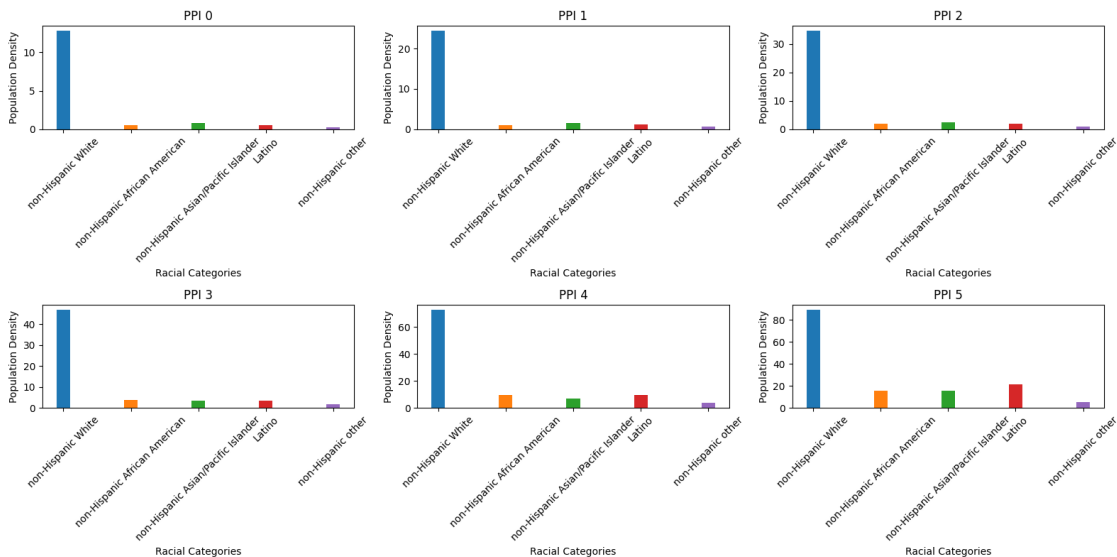 PPI 0
Population Density
10
5
0
non-Hispanic White
non-Hispanic African American
non-Hispanic Asian/Pacific Islander
Latino
non-Hispanic other
Racial Categories
PPI 1
Population Density
20
10
0
non-Hispanic White
non-Hispanic African American
non-Hispanic Asian/Pacific Islander
Latino
non-Hispanic other
Racial Categories
PPI 2
Population Density
30
20
10
0
non-Hispanic White
non-Hispanic African American
non-Hispanic Asian/Pacific Islander
Latino
non-Hispanic other
Racial Categories
PPI 3
Population Density
40
30
20
10
0
non-Hispanic White
non-Hispanic African American
non-Hispanic Asian/Pacific Islander
Latino
non-Hispanic other
Racial Categories
PPI 4
Population Density
60
40
20
0
non-Hispanic White
non-Hispanic African American
non-Hispanic Asian/Pacific Islander
Latino
non-Hispanic other
Racial Categories
PPI 5
Population Density
80
60
40
20
0
non-Hispanic White
non-Hispanic African American
non-Hispanic Asian/Pacific Islander
Latino
non-Hispanic other
Racial Categories